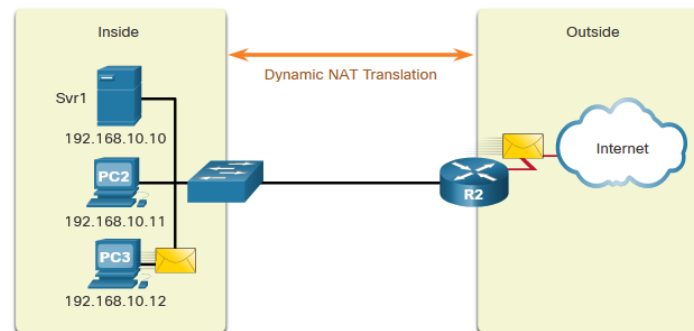 Inside
Outside
Dynamic NAT Translation
Svr1
192.168.10.10
PC2
192.168.10.11
PC3
192.168.10.12
R2
Internet